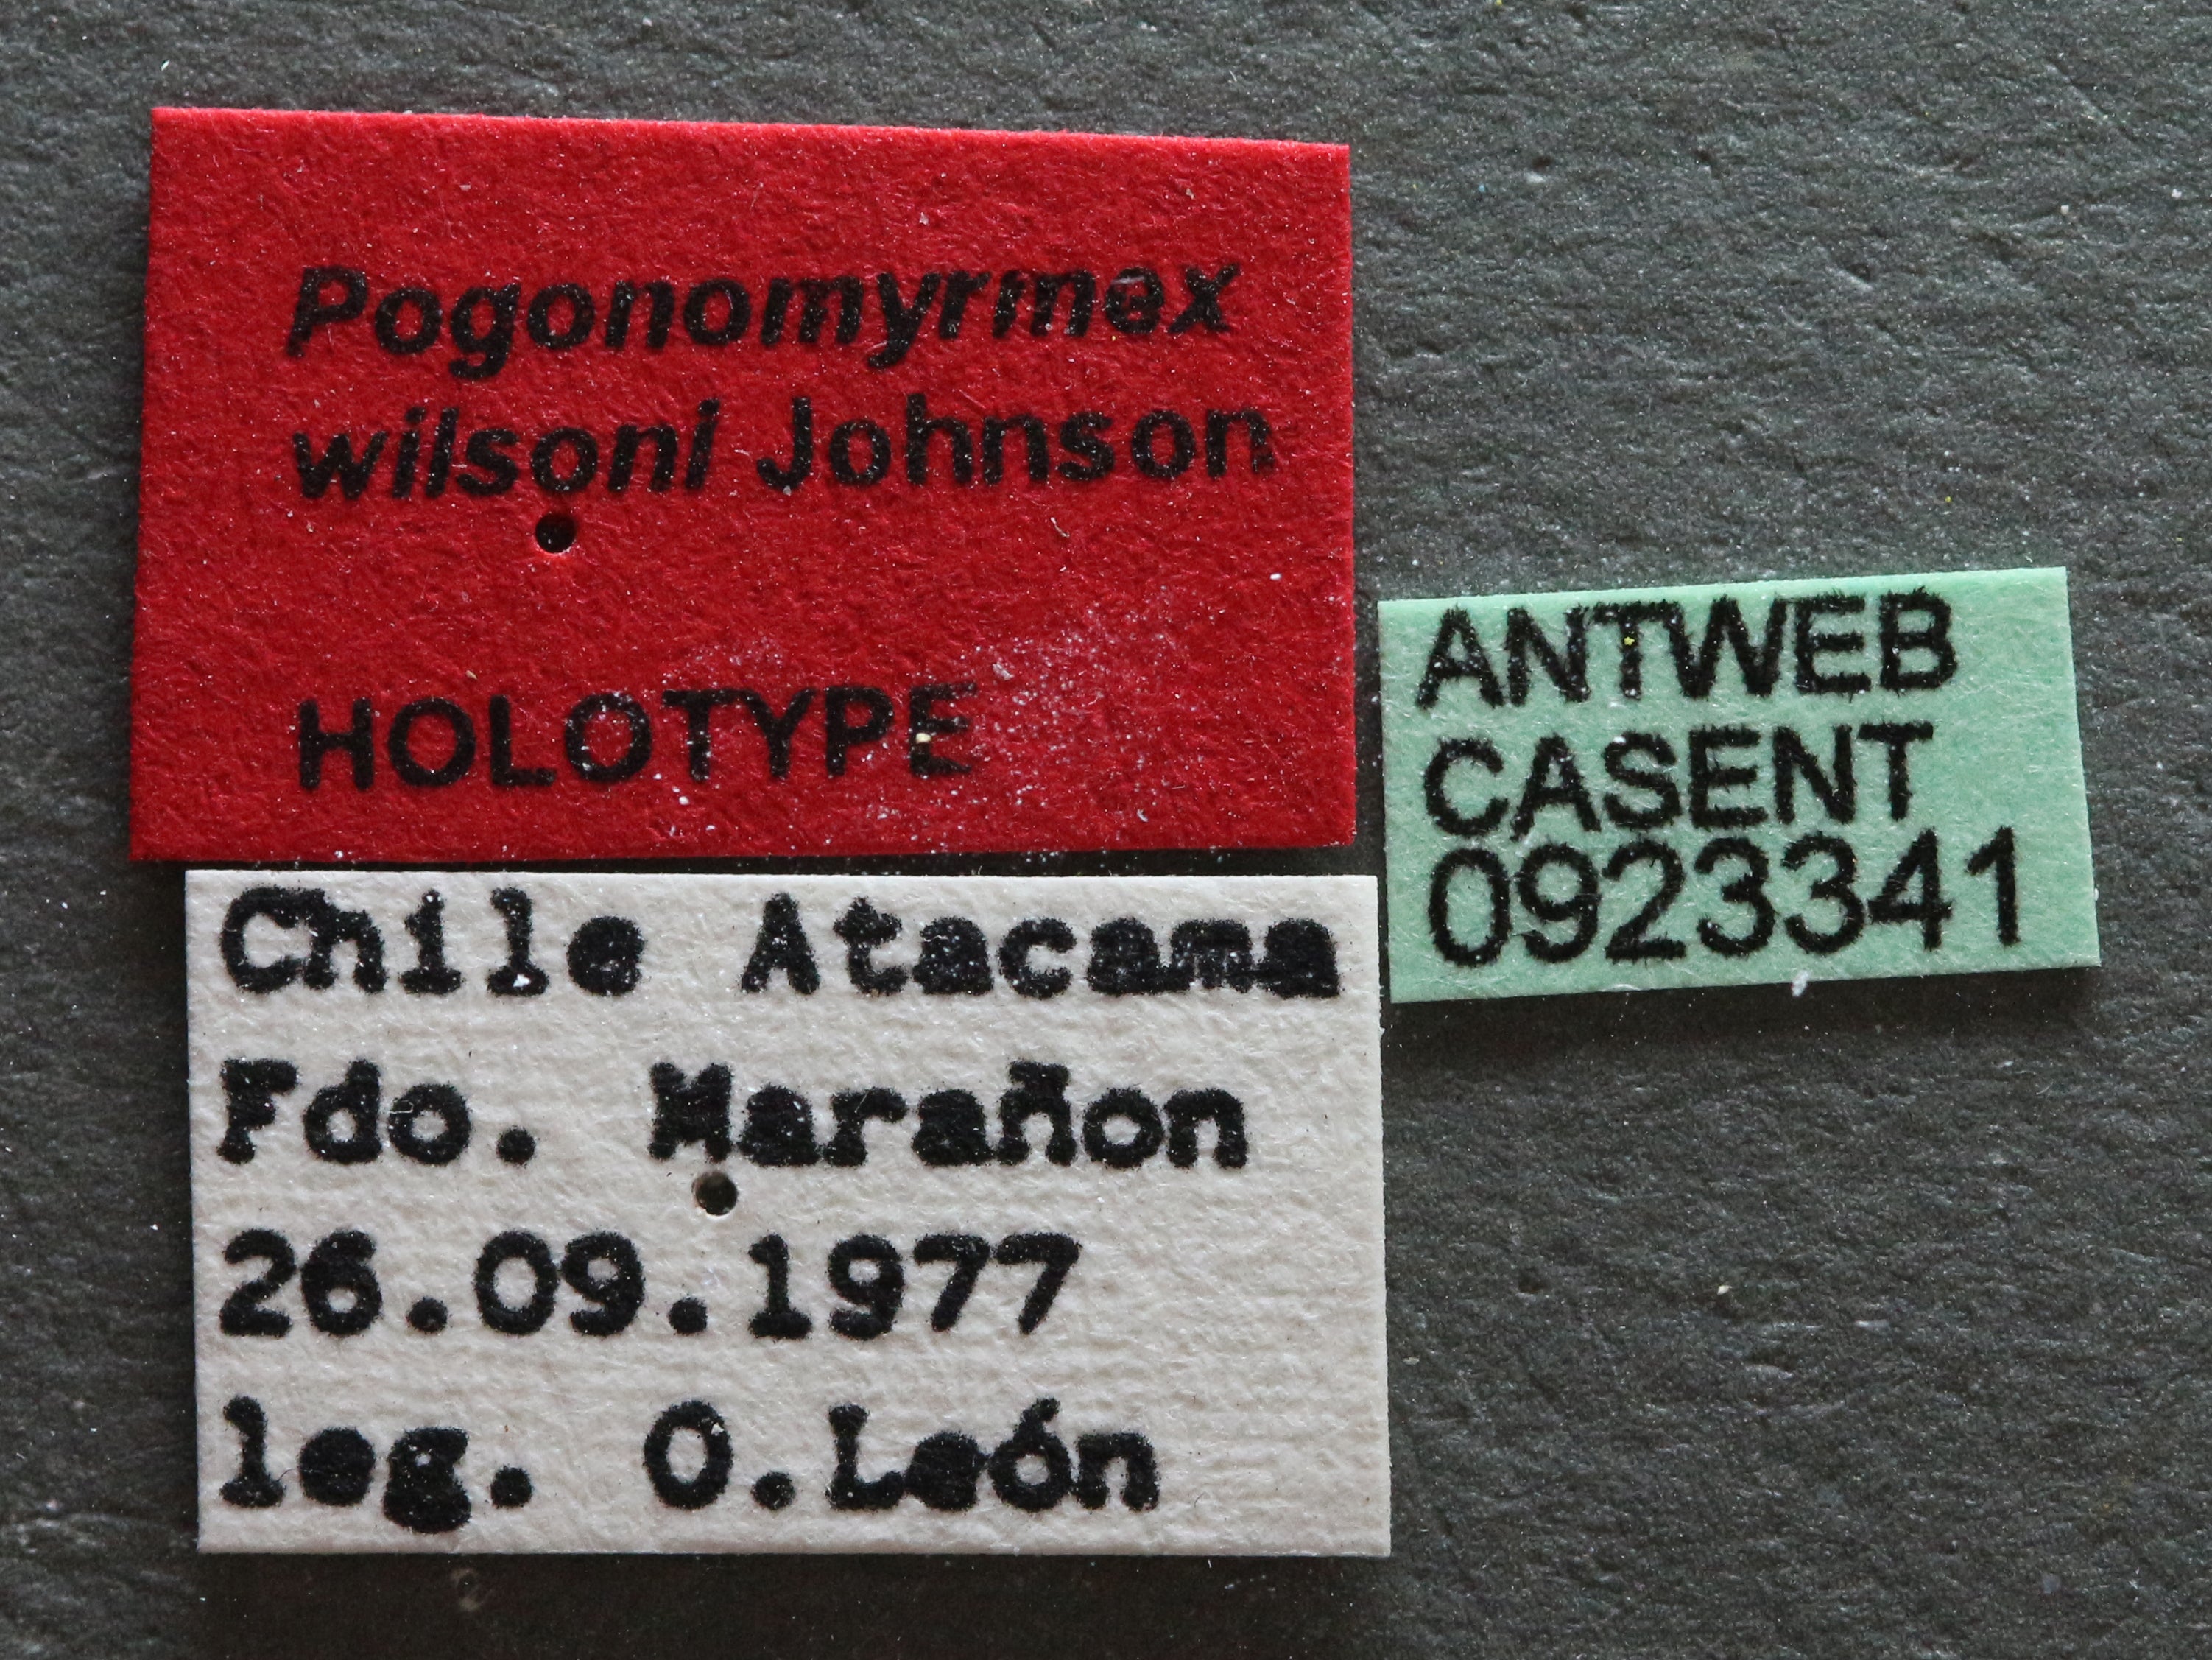 Pogonomyrmex
wilsoni Johnson
HOLOTYPE
Chile Atacama
Fdo. Marañon
26.09.1977
leg. O.León
ANTWEB
CASENT
0923341